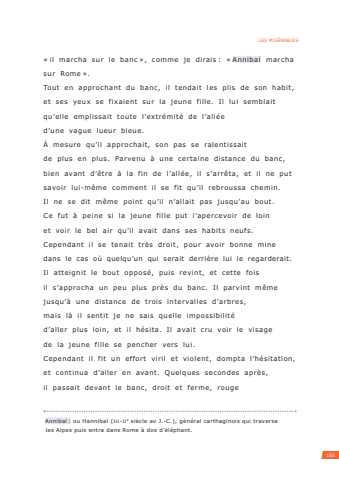 LES MISÉRABLES
« il marcha sur le banc », comme je dirais : « Annibal marcha
sur Rome ».
Tout en approchant du banc, il tendait les plis de son habit,
et ses yeux se fixaient sur la jeune fille. Il lui semblait
qu’elle emplissait toute l’extrémité de l’allée
d’une vague lueur bleue.
À mesure qu’il approchait, son pas se ralentissait
de plus en plus. Parvenu à une certaine distance du banc,
bien avant d’être à la fin de l’allée, il s’arrêta, et il ne put
savoir lui-même comment il se fit qu’il rebroussa chemin.
Il ne se dit même point qu’il n’allait pas jusqu’au bout.
Ce fut à peine si la jeune fille put l’apercevoir de loin
et voir le bel air qu’il avait dans ses habits neufs.
Cependant il se tenait très droit, pour avoir bonne mine
dans le cas où quelqu’un qui serait derrière lui le regarderait.
Il atteignit le bout opposé, puis revint, et cette fois
il s’approcha un peu plus près du banc. Il parvint même
jusqu’à une distance de trois intervalles d’arbres,
mais là il sentit je ne sais quelle impossibilité
d’aller plus loin, et il hésita. Il avait cru voir le visage
de la jeune fille se pencher vers lui.
Cependant il fit un effort viril et violent, dompta l’hésitation,
et continua d’aller en avant. Quelques secondes après,
il passait devant le banc, droit et ferme, rouge
Annibal : ou Hannibal (III-IIe siècle av J.-C.), général carthaginois qui traversa
les Alpes puis entra dans Rome à dos d’éléphant.
155